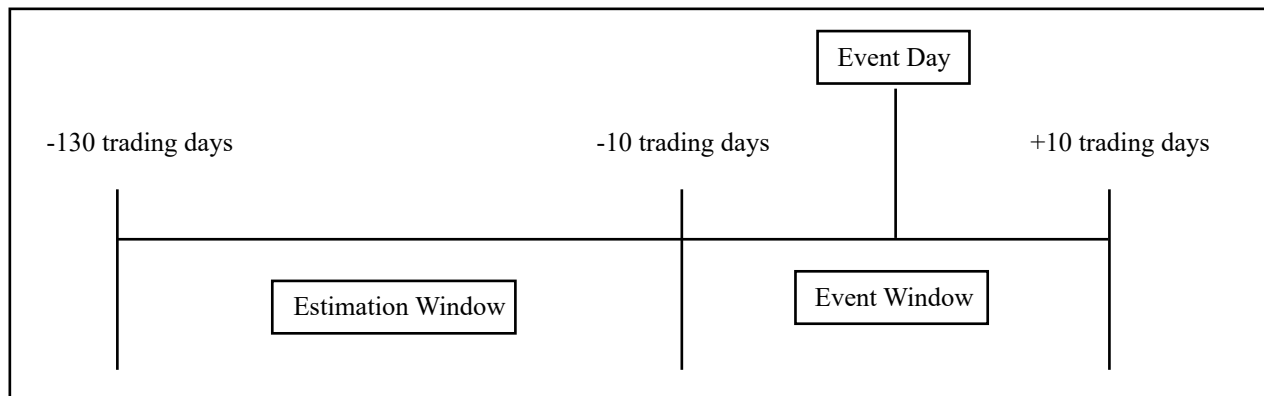 Event Day
-130 trading days
-10 trading days
+10 trading days
Event Window
Estimation Window